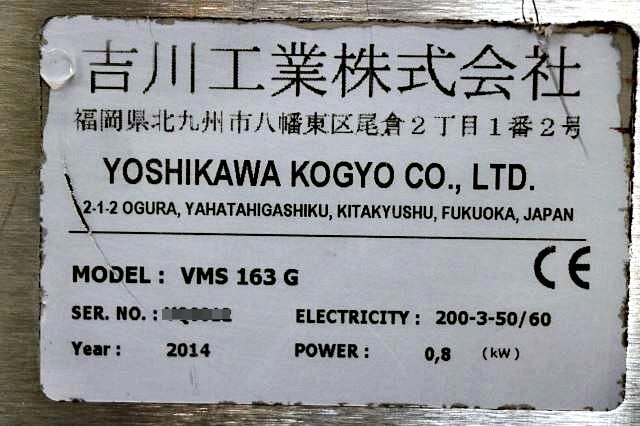 吉川工業株式会社
福岡県北九州市八幡東区尾倉２丁目１番２号
YOSHIKAWA KOGYO CO., LTD.
2-1-2 OGURA, YAHATAHIGASHIKU, KITAKYUSHU, FUKUOKA, JAPAN
MODEL : VMS 163 G CE
SER. NO. : ELECTRICITY : 200-3-50/60
Year : 2014 POWER : 0,8 (kW)